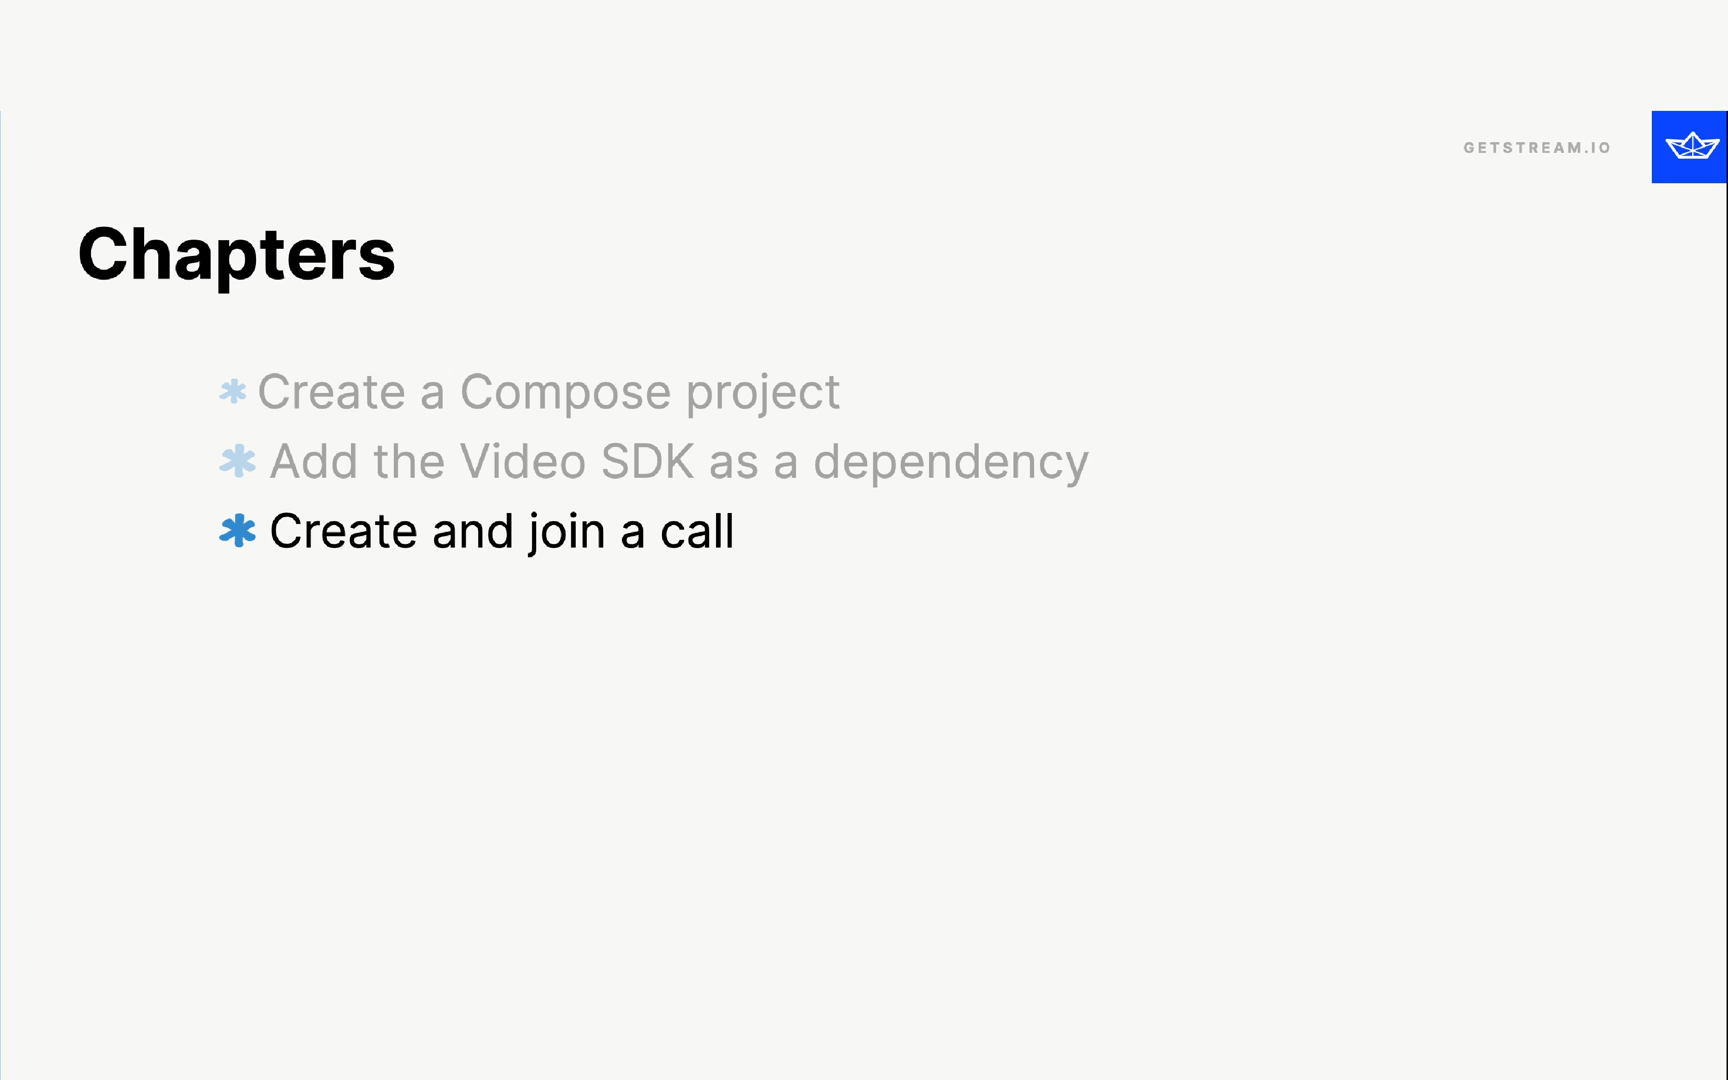 GETSTREAM.IO
Chapters
* Create a Compose project
* Add the Video SDK as a dependency
* Create and join a call